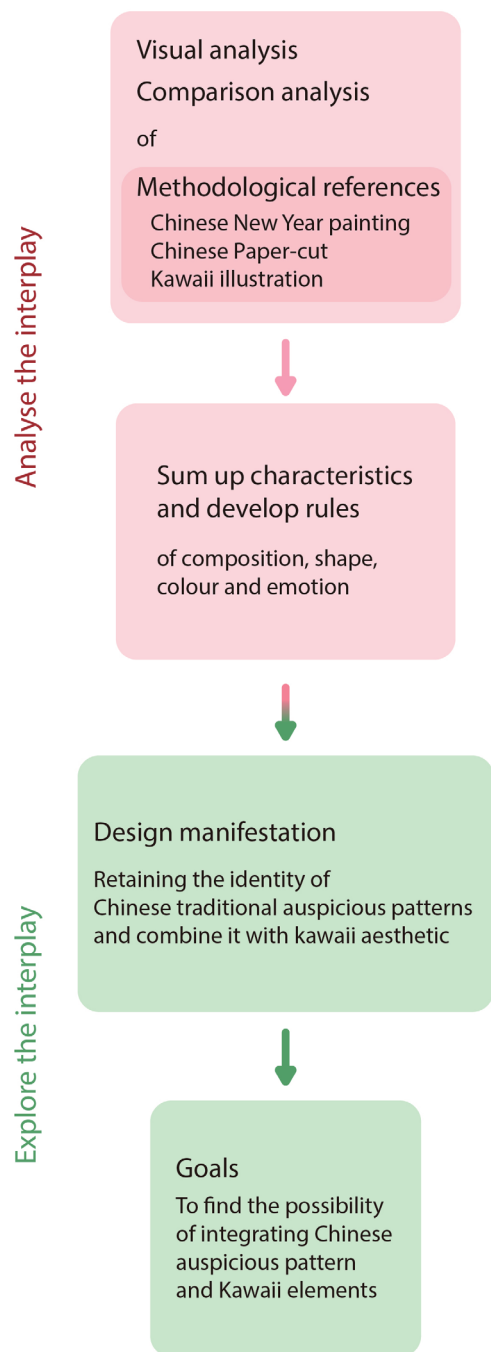 Analyse the interplay
Visual analysis
Comparison analysis
of
Methodological references
Chinese New Year painting
Chinese Paper-cut
Kawaii illustration
Sum up characteristics
and develop rules
of composition, shape,
colour and emotion
Explore the interplay
Design manifestation
Retaining the identity of
Chinese traditional auspicious patterns
and combine it with kawaii aesthetic
Goals
To find the possibility
of integrating Chinese
auspicious pattern
and Kawaii elements